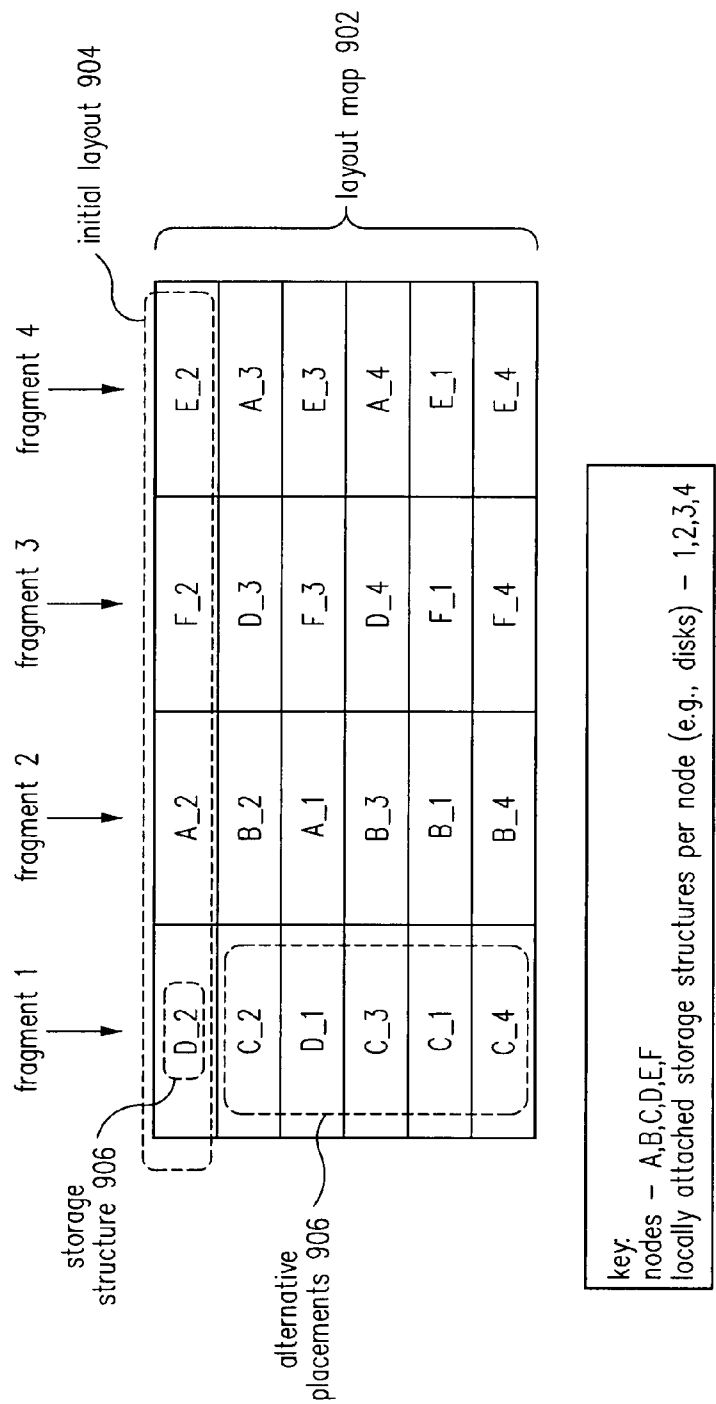 fragment 1
fragment 2
fragment 3
fragment 4
initial layout 904
storage
structure 906
D_2
A_2
F_2
E_2
C_2
B_2
D_3
A_3
D_1
A_1
F_3
E_3
C_3
B_3
D_4
A_4
C_1
B_1
F_1
E_1
C_4
B_4
F_4
E_4
alternative
placements 906
layout map 902
key:
nodes – A,B,C,D,E,F
locally attached storage structures per node (e.g., disks) – 1,2,3,4